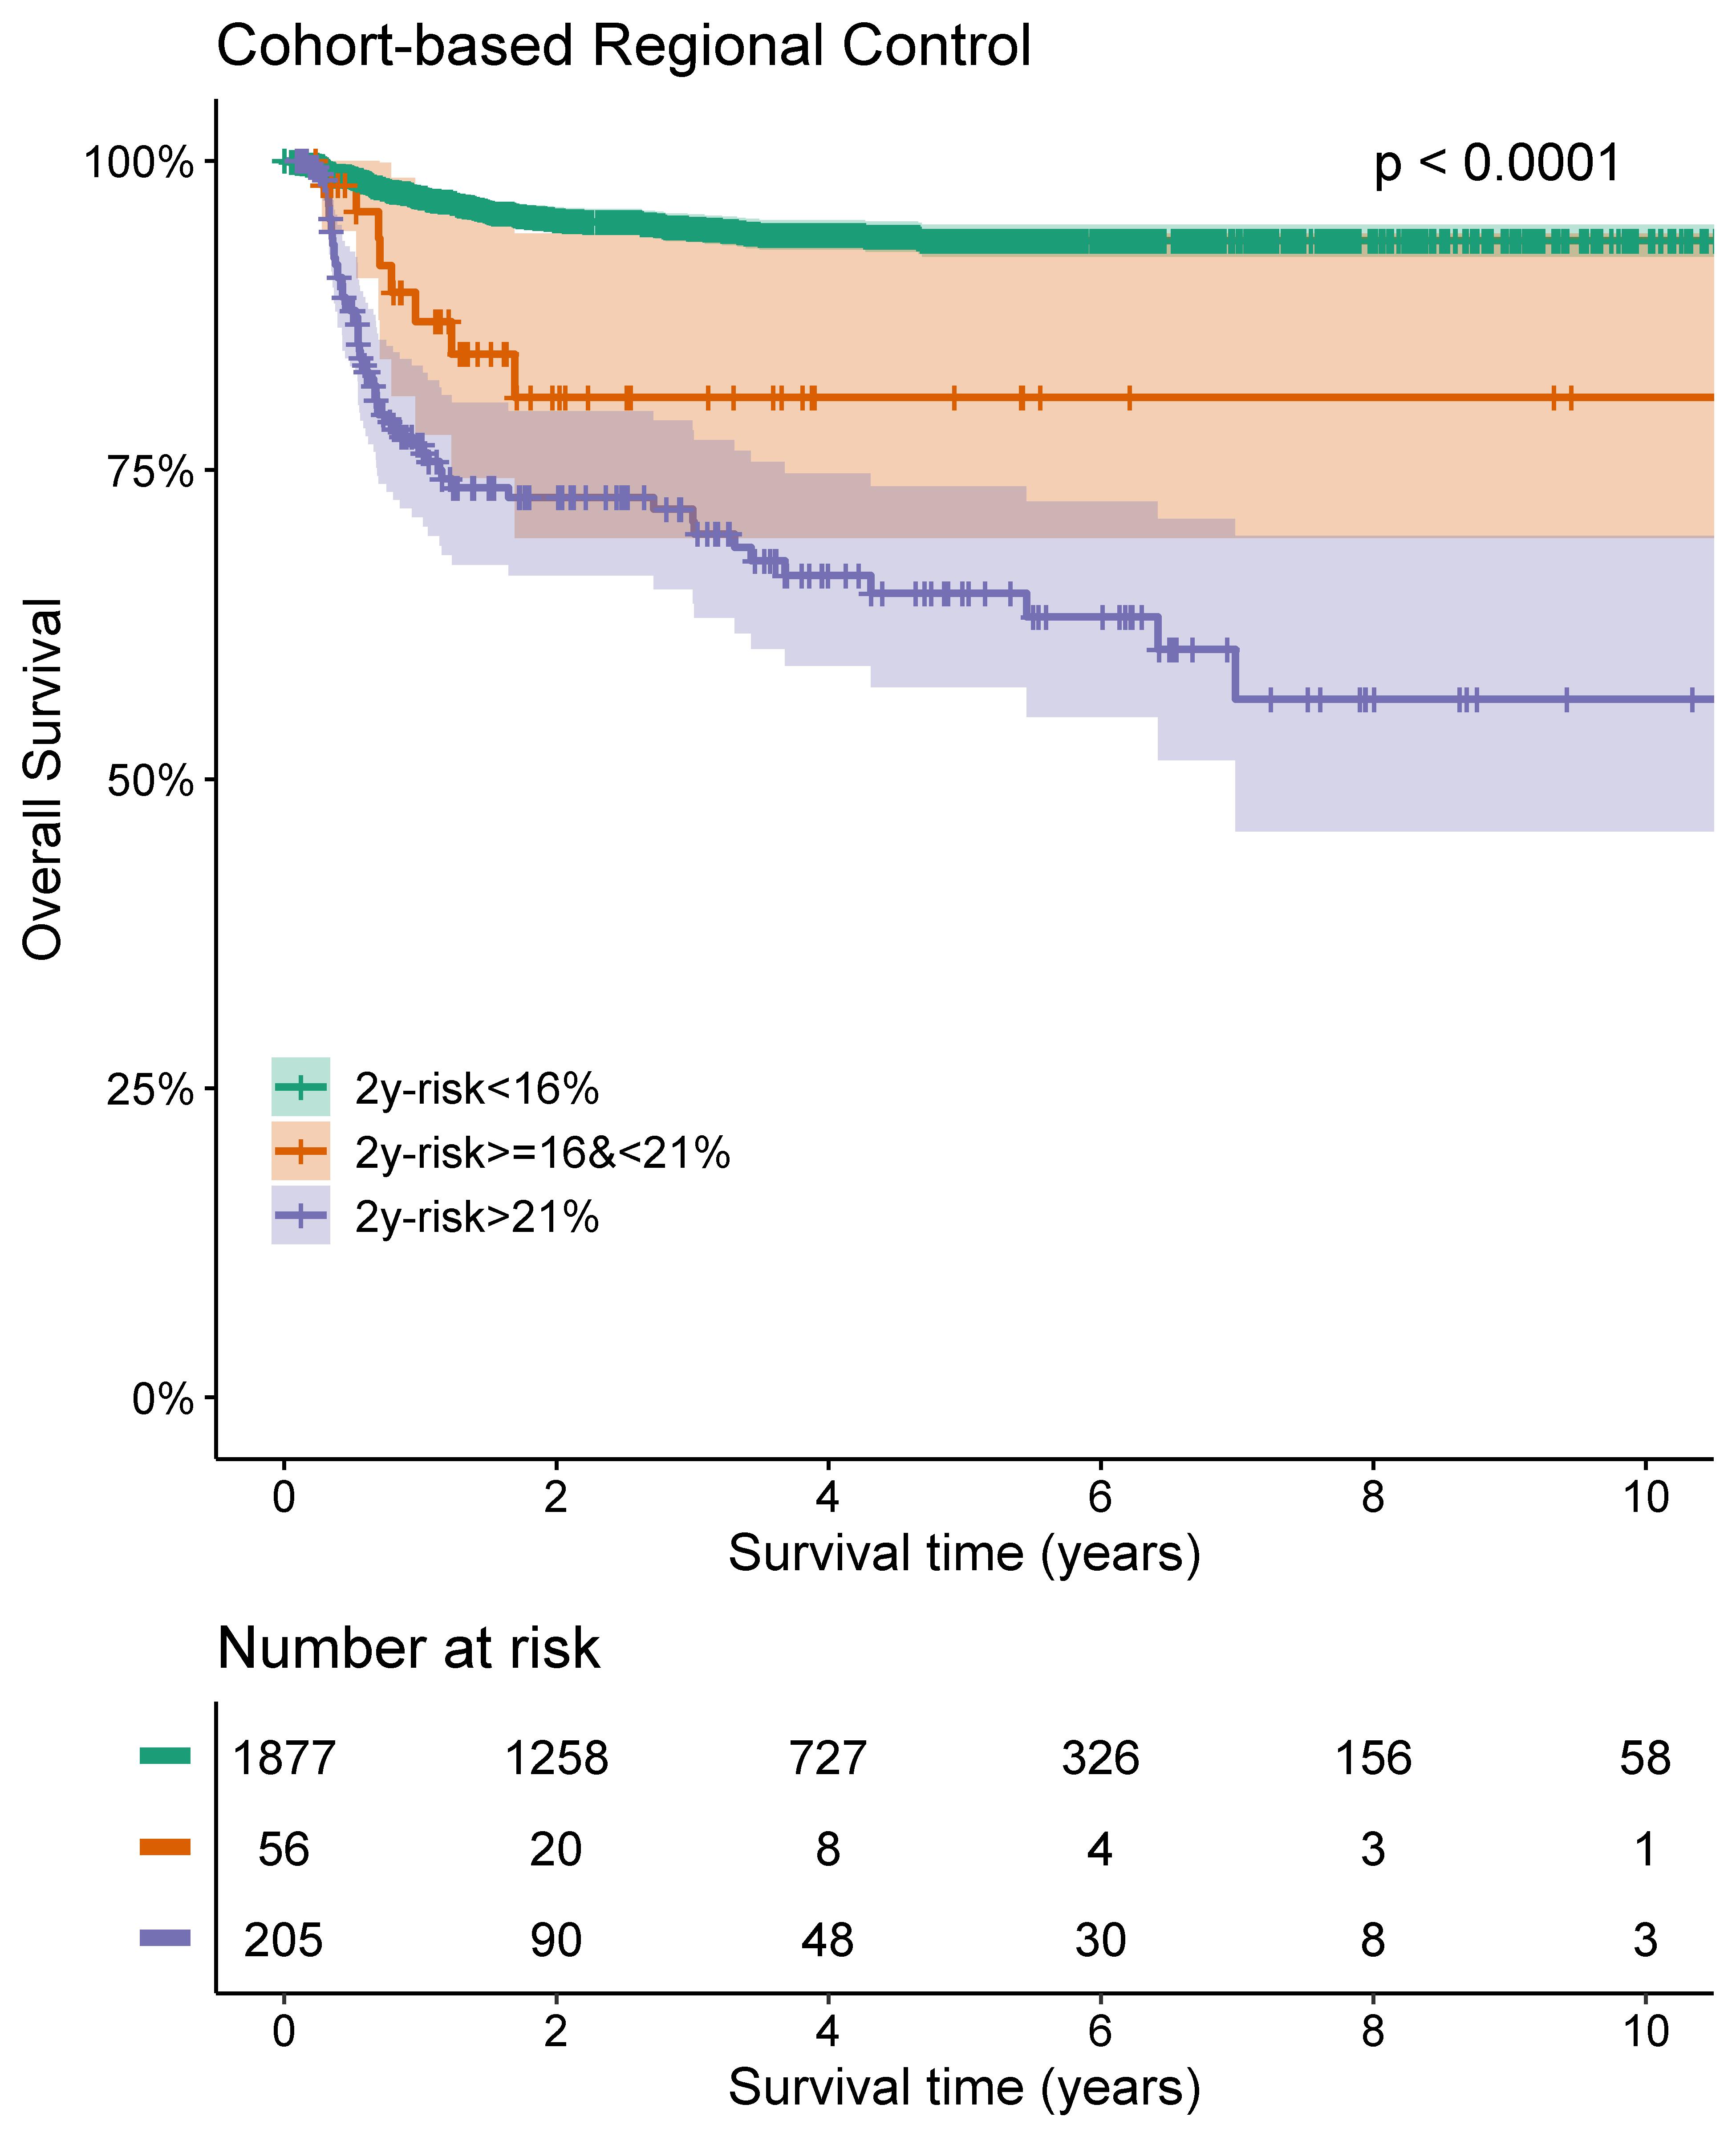 Cohort-based Regional Control
p < 0.0001
100%
75%
50%
25%
0%
Overall Survival
2y-risk<16%
2y-risk>=16&<21%
2y-risk>21%
0 2 4 6 8 10
Survival time (years)
Number at risk
1877 1258 727 326 156 58
56 20 8 4 3 1
205 90 48 30 8 3
0 2 4 6 8 10
Survival time (years)